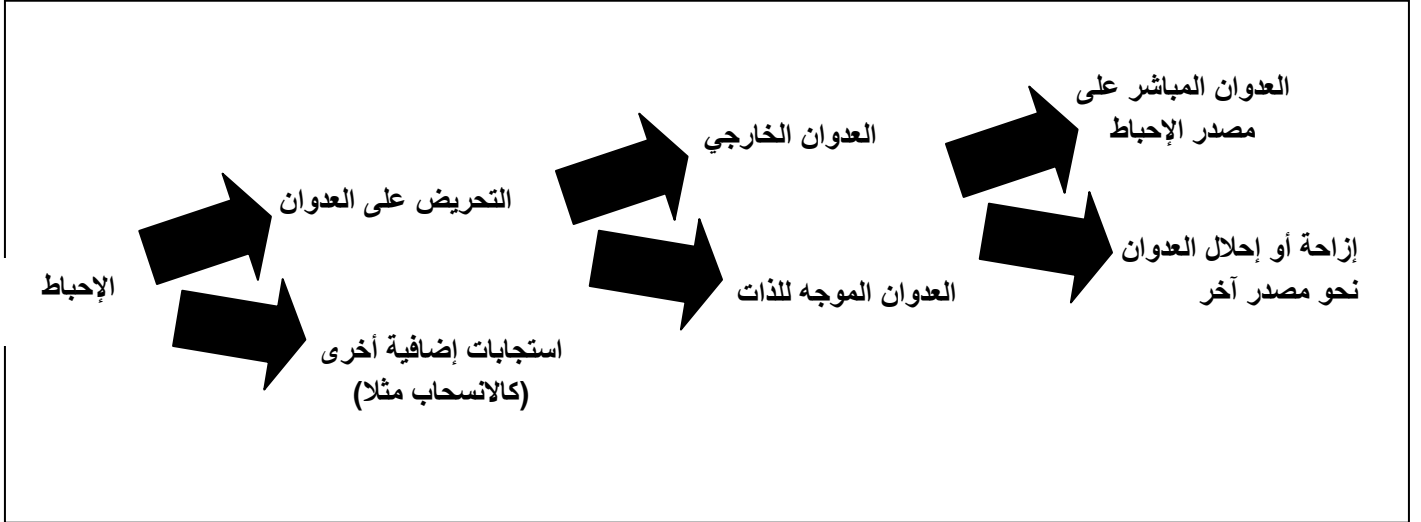 الإحباط
التحريض على العدوان
استجابات إضافية أخرى
(كالانسحاب مثلا)
العدوان الخارجي
العدوان الموجه للذات
العدوان المباشر على
مصدر الإحباط
إزاحة أو إحلال العدوان
نحو مصدر آخر